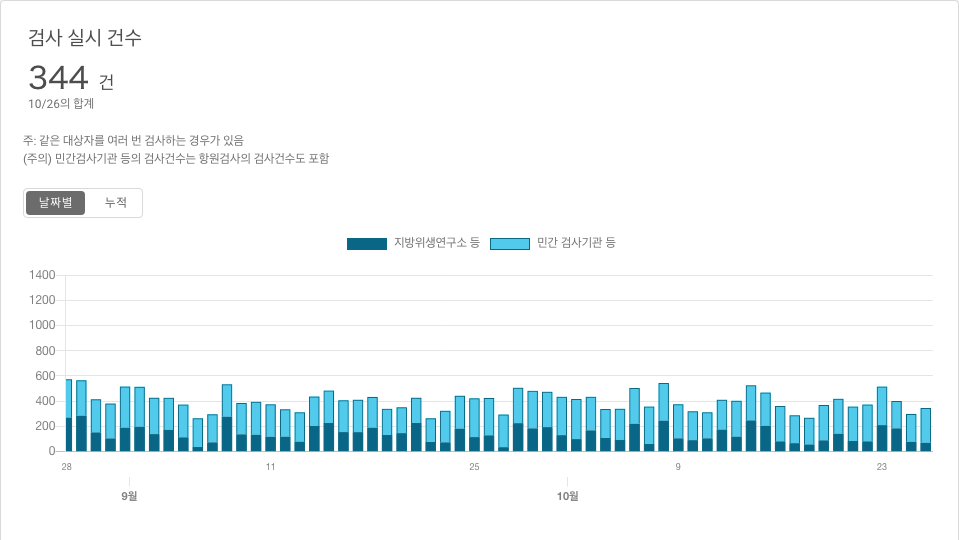 검사 실시 건수
344 건
10/26의 합계
주: 같은 대상자를 여러 번 검사하는 경우가 있음
(주의) 민간검사기관 등의 검사건수는 항원검사의 검사건수도 포함
날짜별 누적
지방위생연구소 등 민간 검사기관 등
1400
1200
1000
800
600
400
200
0
28 11 25 9 23
9월 10월